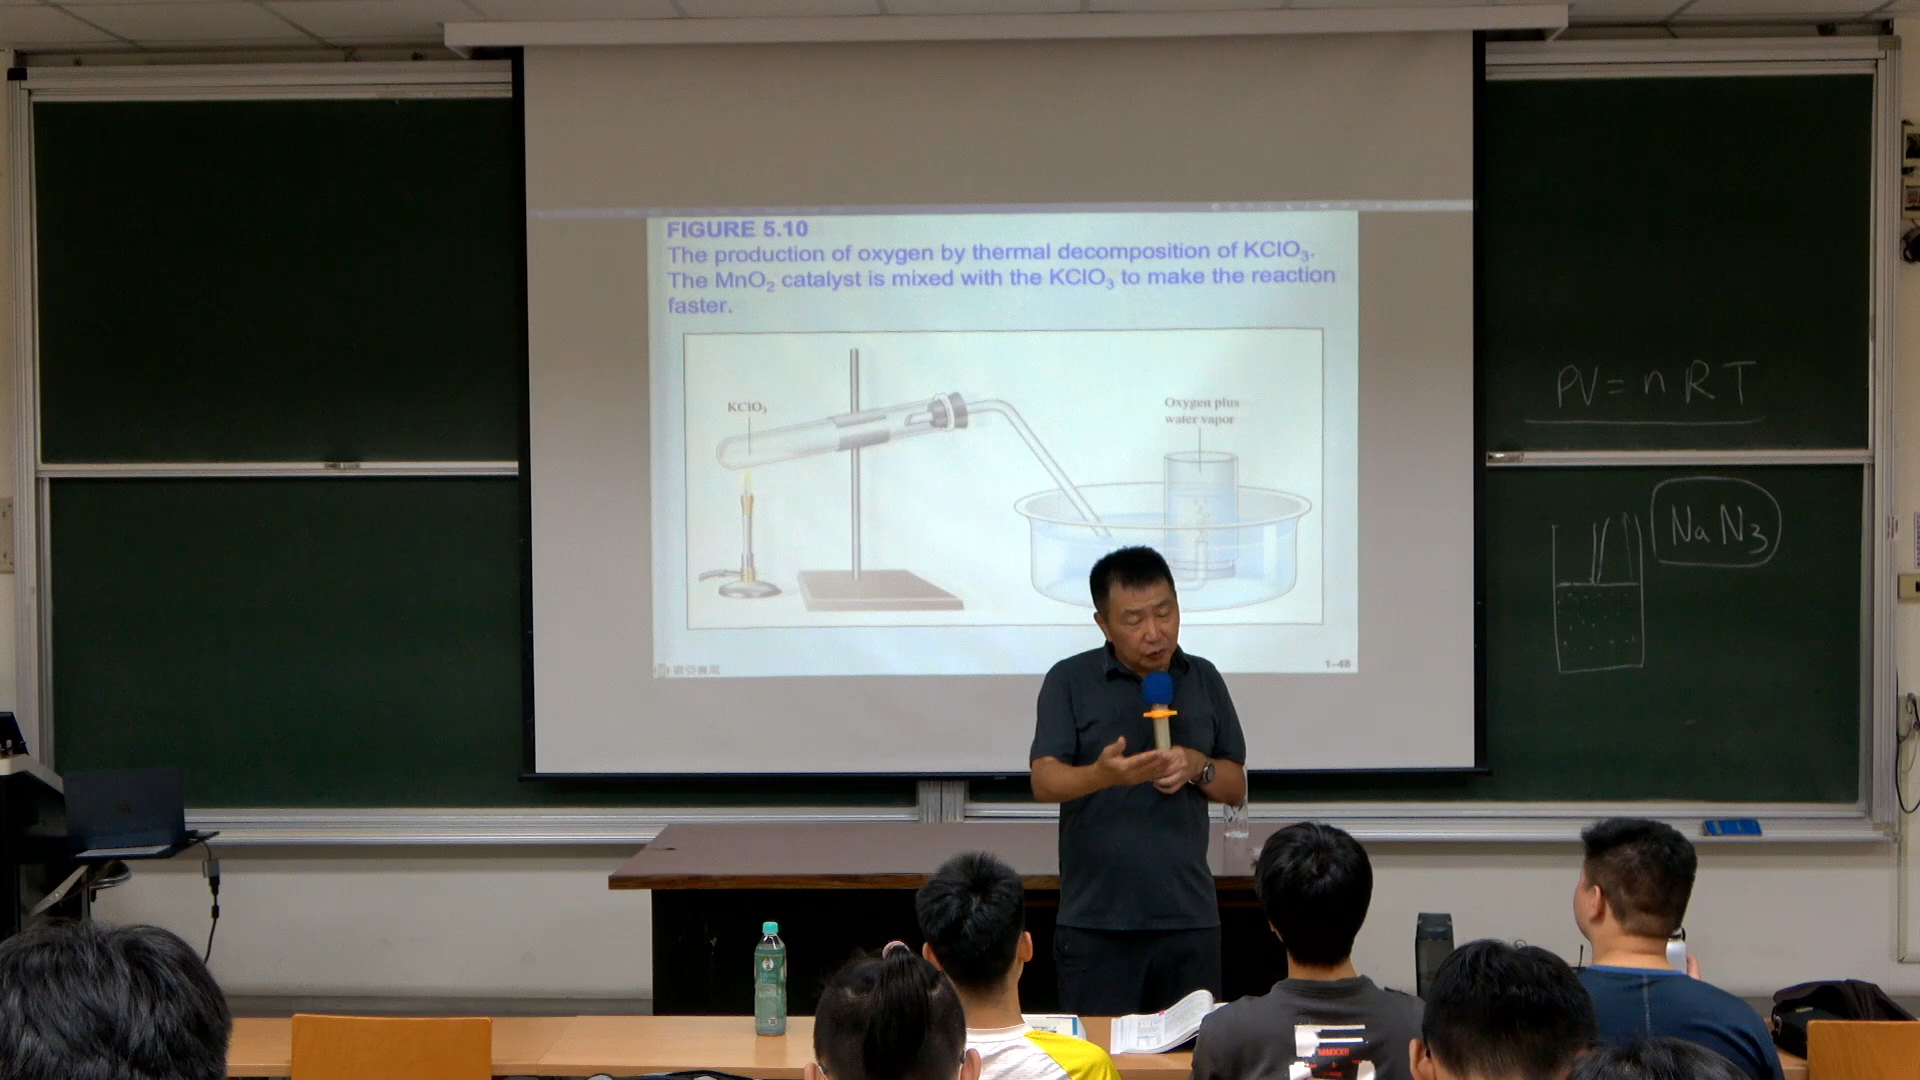 FIGURE 5.10
The production of oxygen by thermal decomposition of KClO₃.
The MnO₂ catalyst is mixed with the KClO₃ to make the reaction
faster.
KClO₃
Oxygen plus
water vapor
1–48
PV = nRT
NaN₃
MMXXII